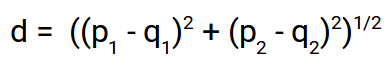 d = ((p₁ - q₁)² + (p₂ - q₂)²)¹/²